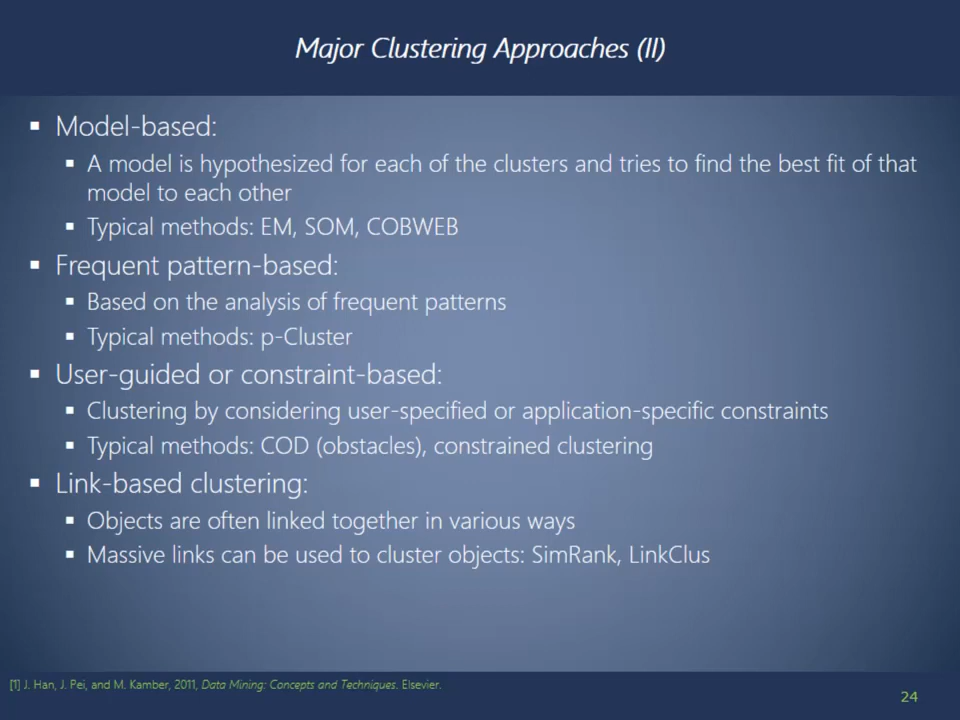 Major Clustering Approaches (II)
▪ Model-based:
▪ A model is hypothesized for each of the clusters and tries to find the best fit of that
model to each other
▪ Typical methods: EM, SOM, COBWEB
▪ Frequent pattern-based:
▪ Based on the analysis of frequent patterns
▪ Typical methods: p-Cluster
▪ User-guided or constraint-based:
▪ Clustering by considering user-specified or application-specific constraints
▪ Typical methods: COD (obstacles), constrained clustering
▪ Link-based clustering:
▪ Objects are often linked together in various ways
▪ Massive links can be used to cluster objects: SimRank, LinkClus
[1] J. Han, J. Pei, and M. Kamber, 2011, Data Mining: Concepts and Techniques. Elsevier.
24